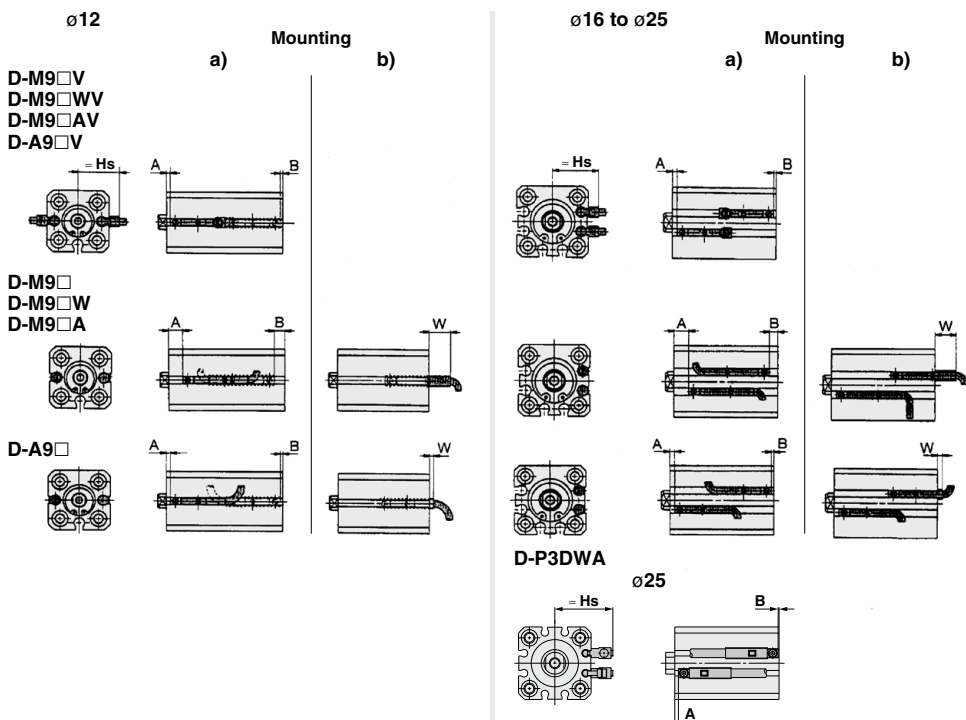 ø12
Mounting
a) b)
D-M9□V
D-M9□WV
D-M9□AV
D-A9□V
A ≈ Hs B
D-M9□
D-M9□W
D-M9□A
A B W
D-A9□
A B W
ø16 to ø25
Mounting
a) b)
≈ Hs A B
A B W
A B W
D-P3DWA
ø25
≈ Hs B
A